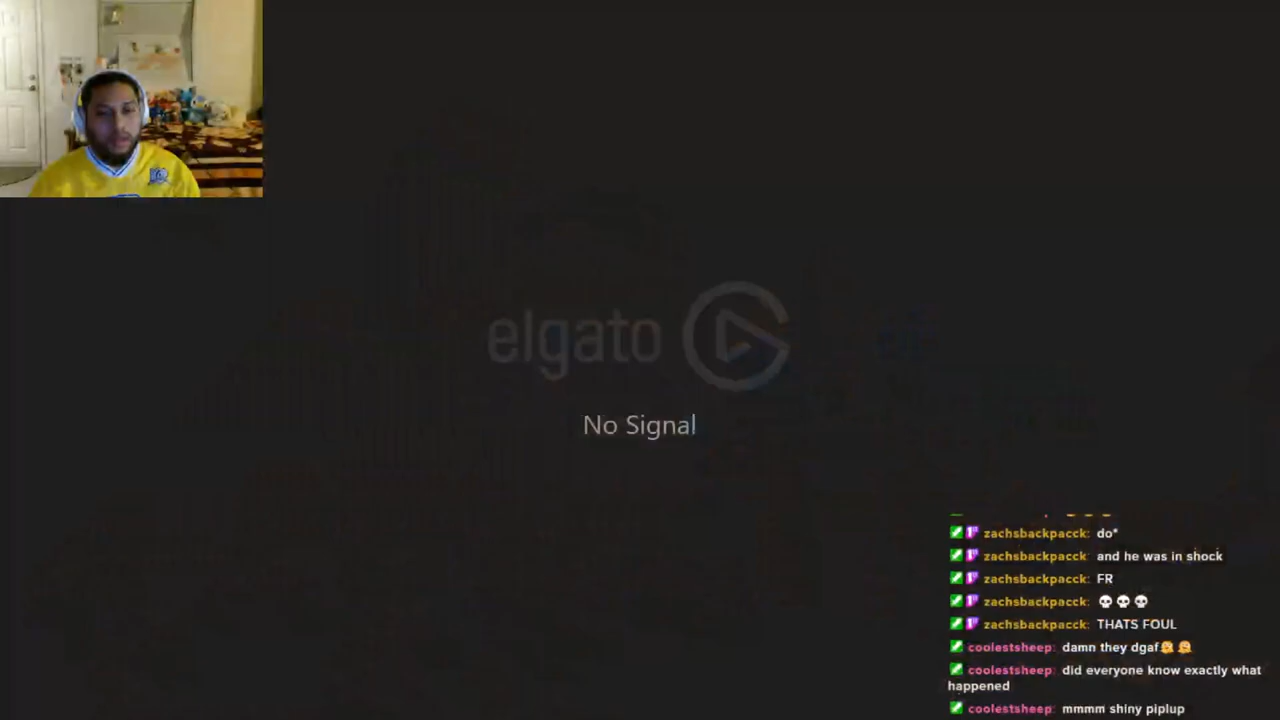 elgato
No Signal
zachsbackpacck: do*
zachsbackpacck: and he was in shock
zachsbackpacck: FR
zachsbackpacck: 💀💀💀
zachsbackpacck: THATS FOUL
coolestsheep: damn they dgaf🫠🫠
coolestsheep: did everyone know exactly what
happened
coolestsheep: mmmm shiny piplup